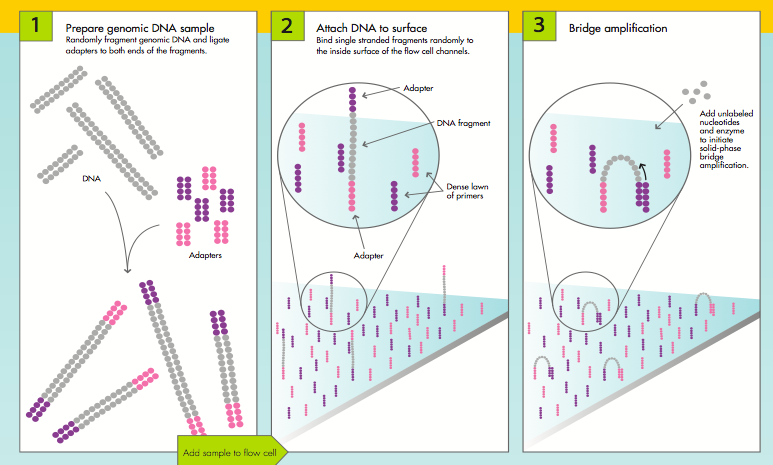 1
Prepare genomic DNA sample
Randomly fragment genomic DNA and ligate
adapters to both ends of the fragments.
DNA
Adapters
Add sample to flow cell
2
Attach DNA to surface
Bind single stranded fragments randomly to
the inside surface of the flow cell channels.
Adapter
DNA fragment
Dense lawn
of primers
Adapter
3
Bridge amplification
Add unlabeled
nucleotides
and enzyme
to initiate
solid-phase
bridge
amplification.